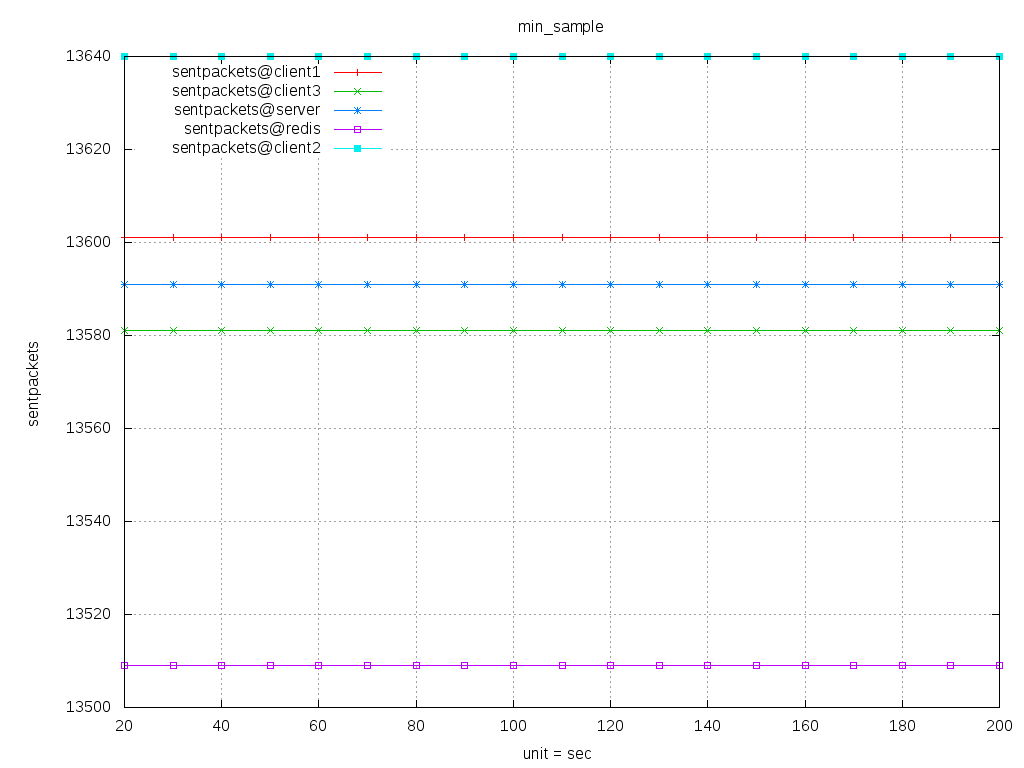 min_sample
13640
13620
13600
13580
13560
13540
13520
13500
sentpackets
sentpackets@client1
sentpackets@client3
sentpackets@server
sentpackets@redis
sentpackets@client2
20 40 60 80 100 120 140 160 180 200
unit = sec